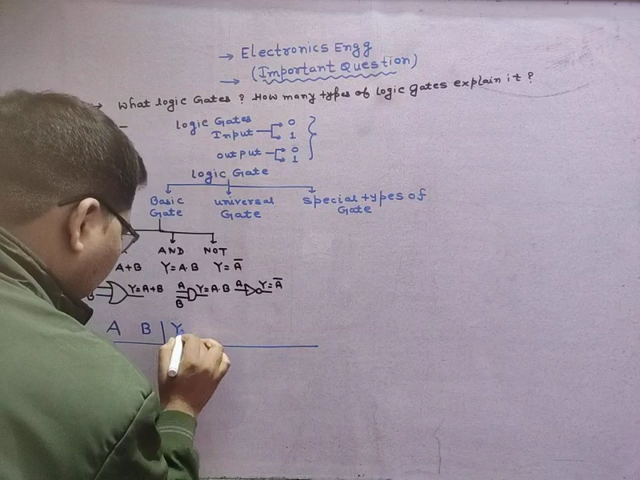 → Electronics Engg
→ (Important Question)
→ What logic Gates ? How many types of logic gates explain it ?
logic Gates
Input 0 1
output 0 1
logic Gate
Basic Gate universal Gate special types of Gate
AND NOT
A+B Y=A·B Y=A̅
Y=A+B A B Y=A·B A Y=A̅
B
A B | Y=